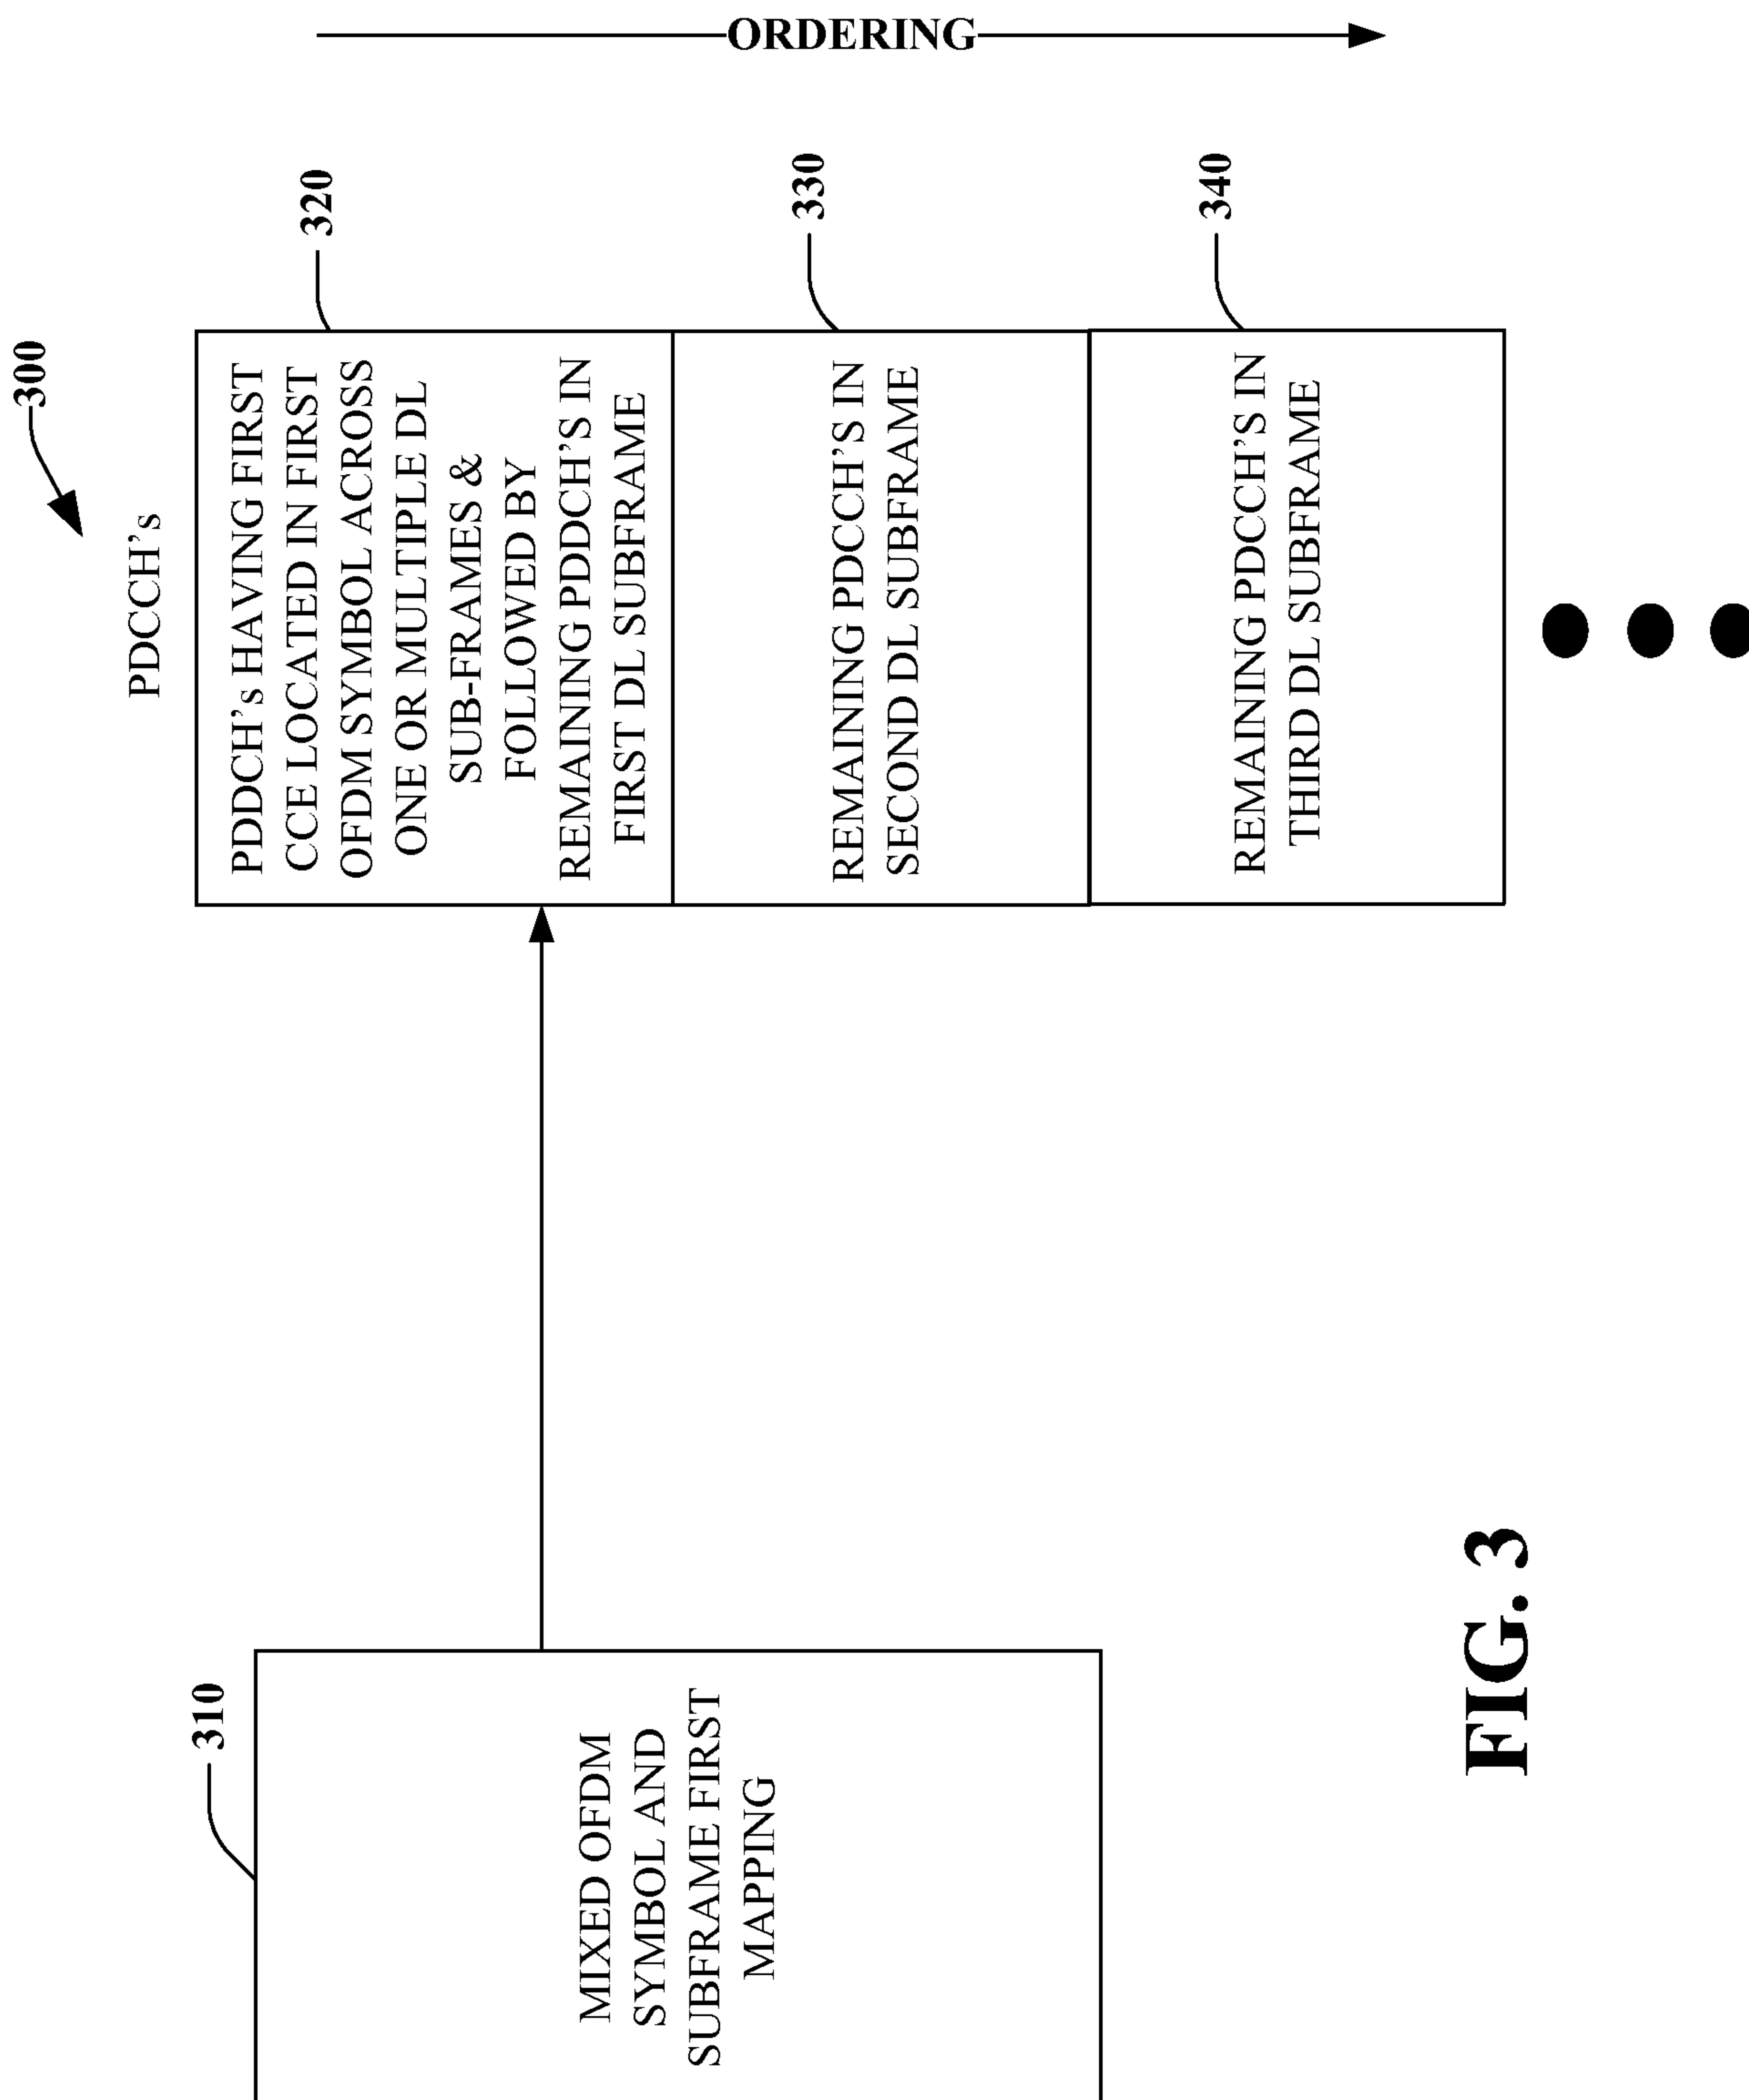 300
PDCCH's
310
MIXED OFDM
SYMBOL AND
SUBFRAME FIRST
MAPPING
PDDCH's HAVING FIRST
CCE LOCATED IN FIRST
OFDM SYMBOL ACROSS
ONE OR MULTIPLE DL
SUB-FRAMES &
FOLLOWED BY
REMAINING PDDCH'S IN
FIRST DL SUBFRAME
320
REMAINING PDCCH'S IN
SECOND DL SUBFRAME
330
REMAINING PDCCH'S IN
THIRD DL SUBFRAME
340
ORDERING
FIG. 3